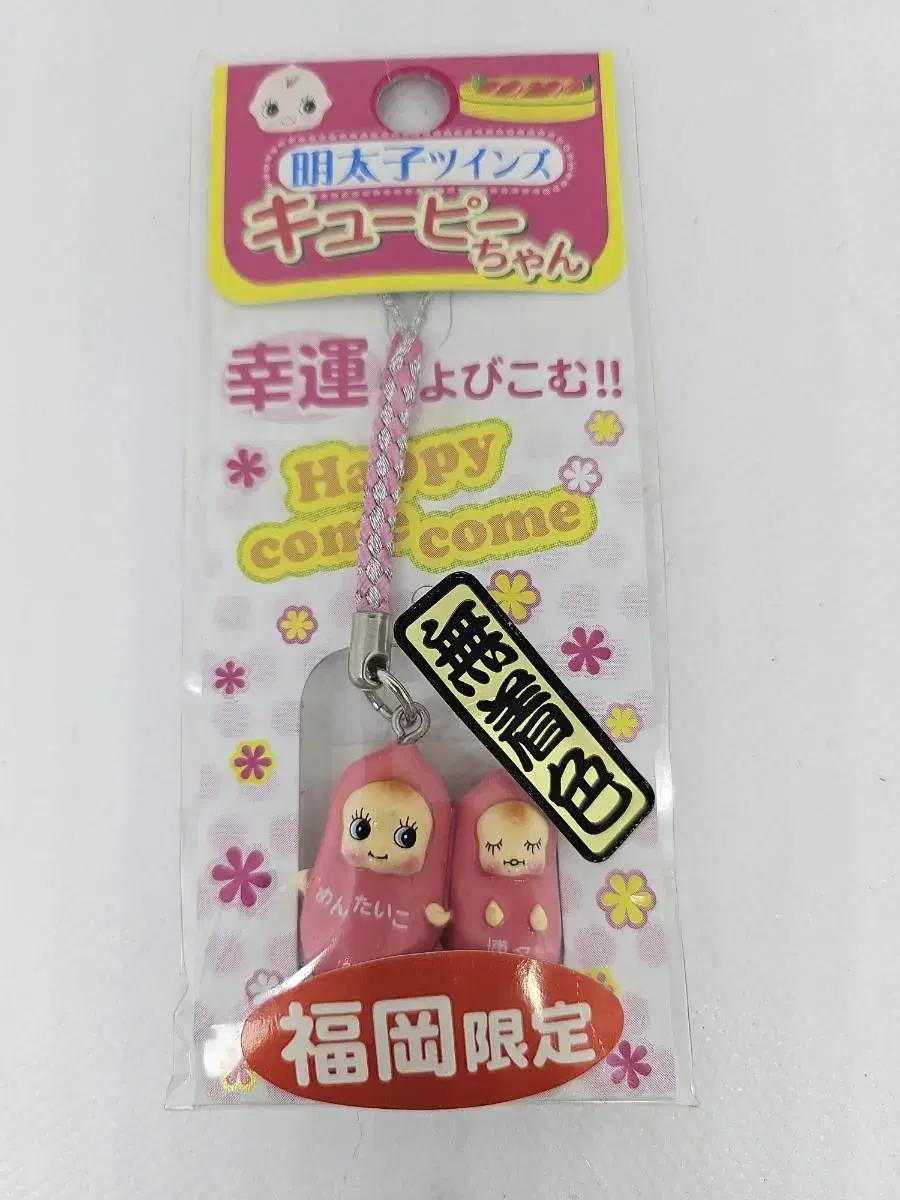 明太子ツインズ
キューピーちゃん
幸運 よびこむ!!
Happy
come come
無着色
めんたいこ
福岡限定